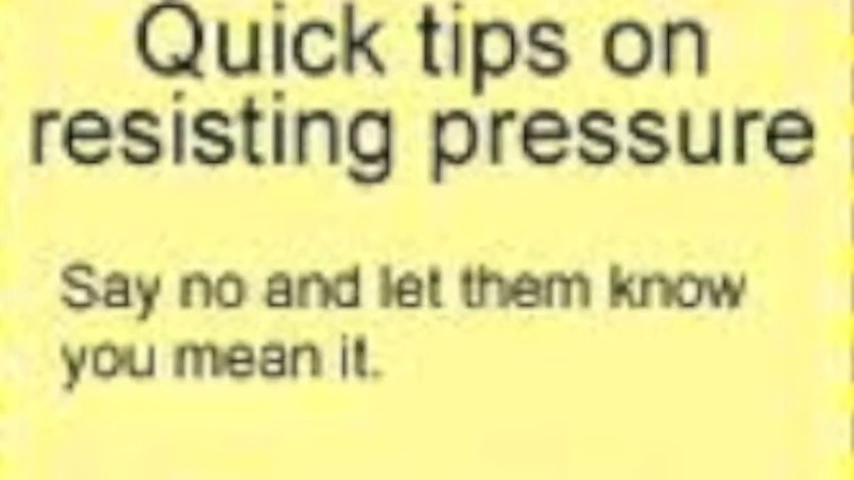 Quick tips on
resisting pressure
Say no and let them know
you mean it.